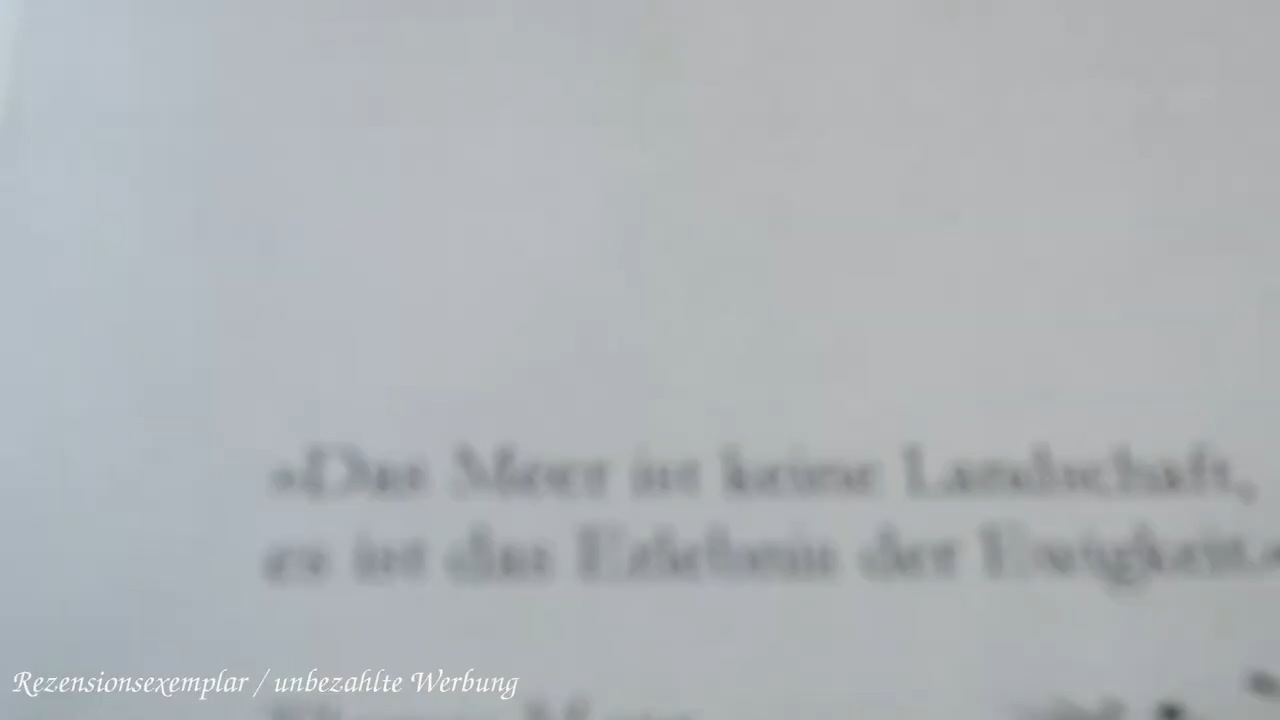 »Das Meer ist keine Landschaft,
es ist das Erlebnis der Ewigkeit.«
Rezensionsexemplar / unbezahlte Werbung